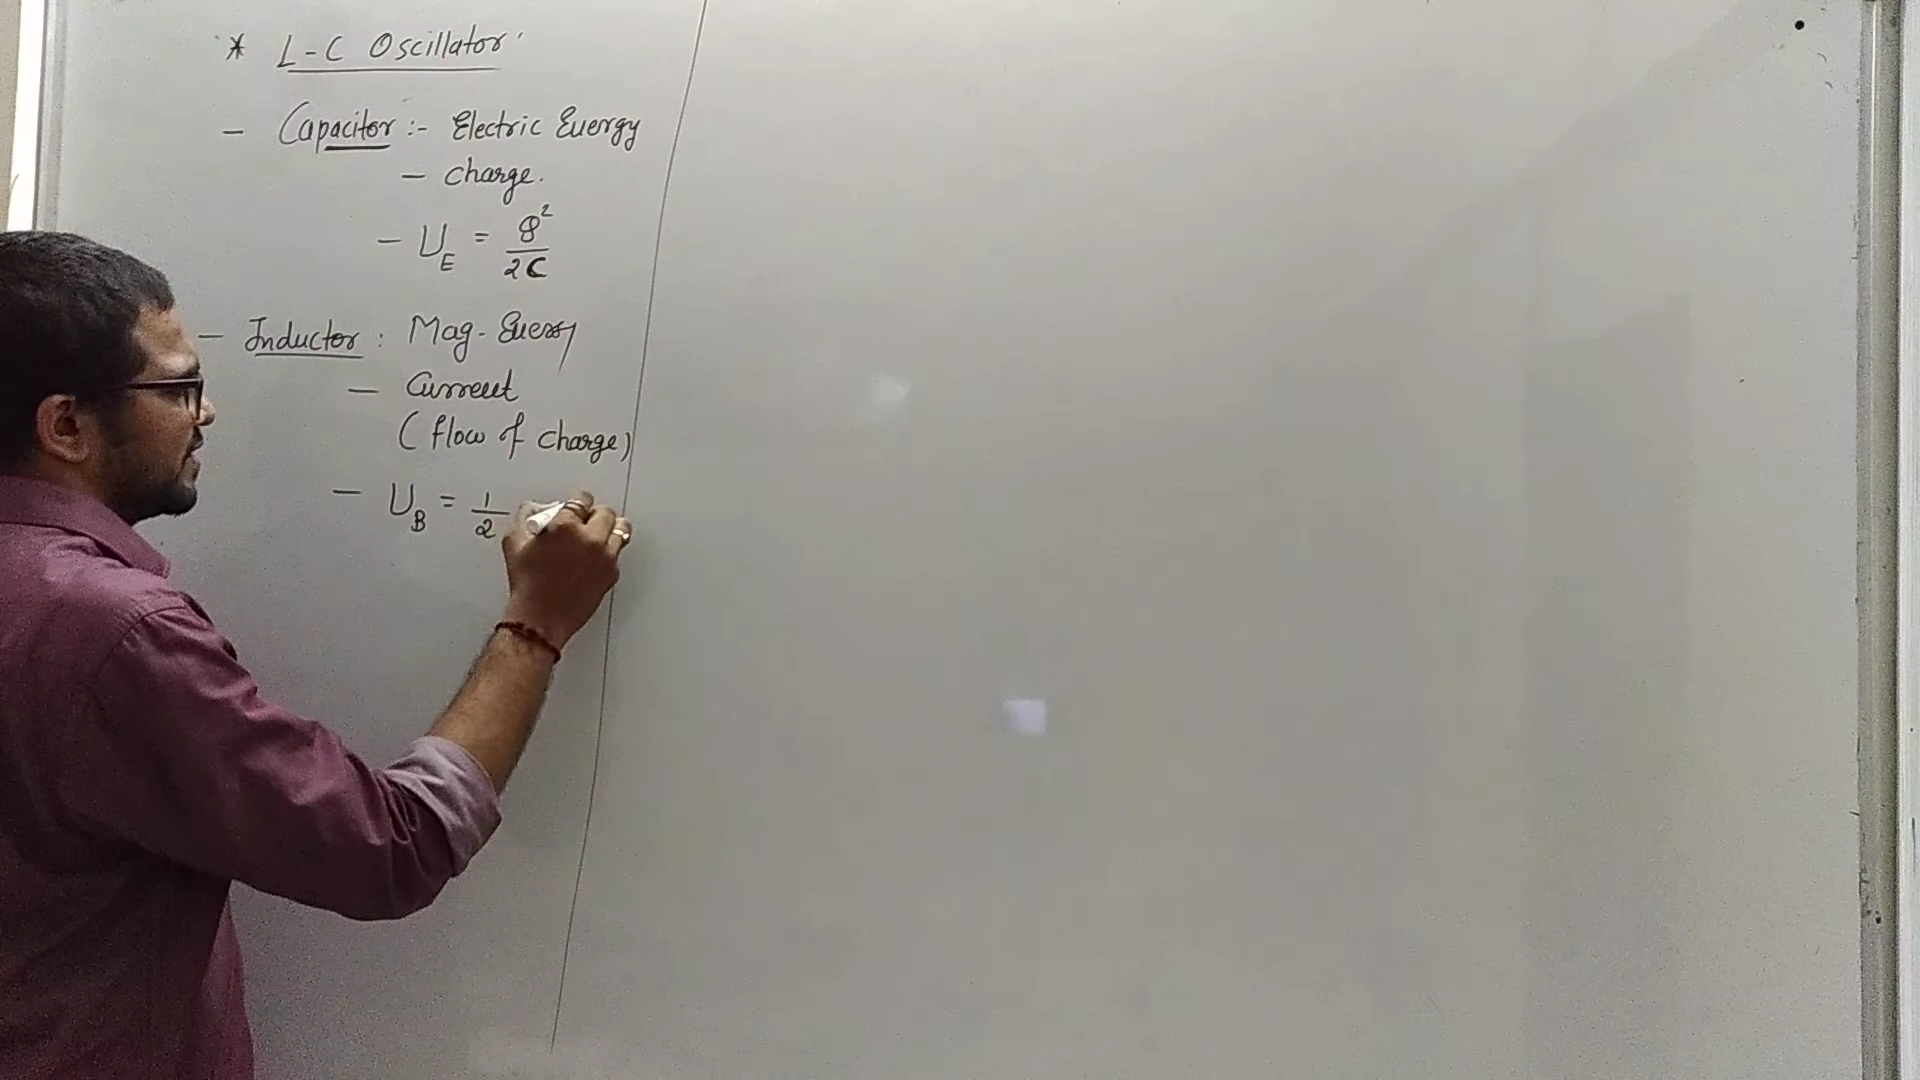 * L-C Oscillator
- Capacitor :- Electric Energy
- charge.
- U_E = q²/2C
- Inductor : Mag. Energy
- Current
(flow of charge)
- U_B = 1/2